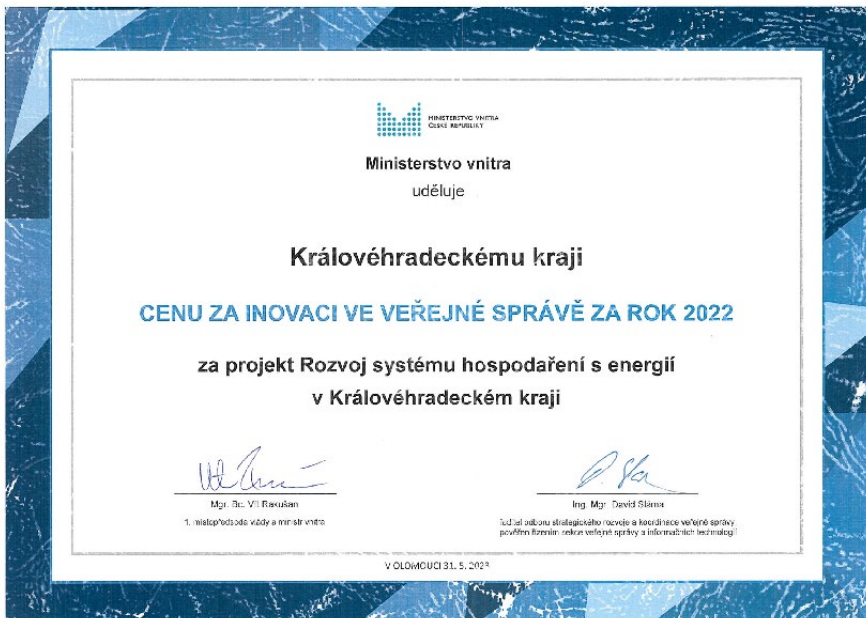 MINISTERSTVO VNITRA
ČESKÉ REPUBLIKY
Ministerstvo vnitra
uděluje
Královéhradeckému kraji
CENU ZA INOVACI VE VEŘEJNÉ SPRÁVĚ ZA ROK 2022
za projekt Rozvoj systému hospodaření s energií
v Královéhradeckém kraji
Mgr. Bc. Vít Rakušan
Ing. Mgr. David Sláma
1. místopředseda vlády a ministr vnitra
ředitel odboru strategického rozvoje a koordinace veřejné správy
pověřen řízením sekce veřejné správy a informačních technologií
V OLOMOUCI 31. 5.